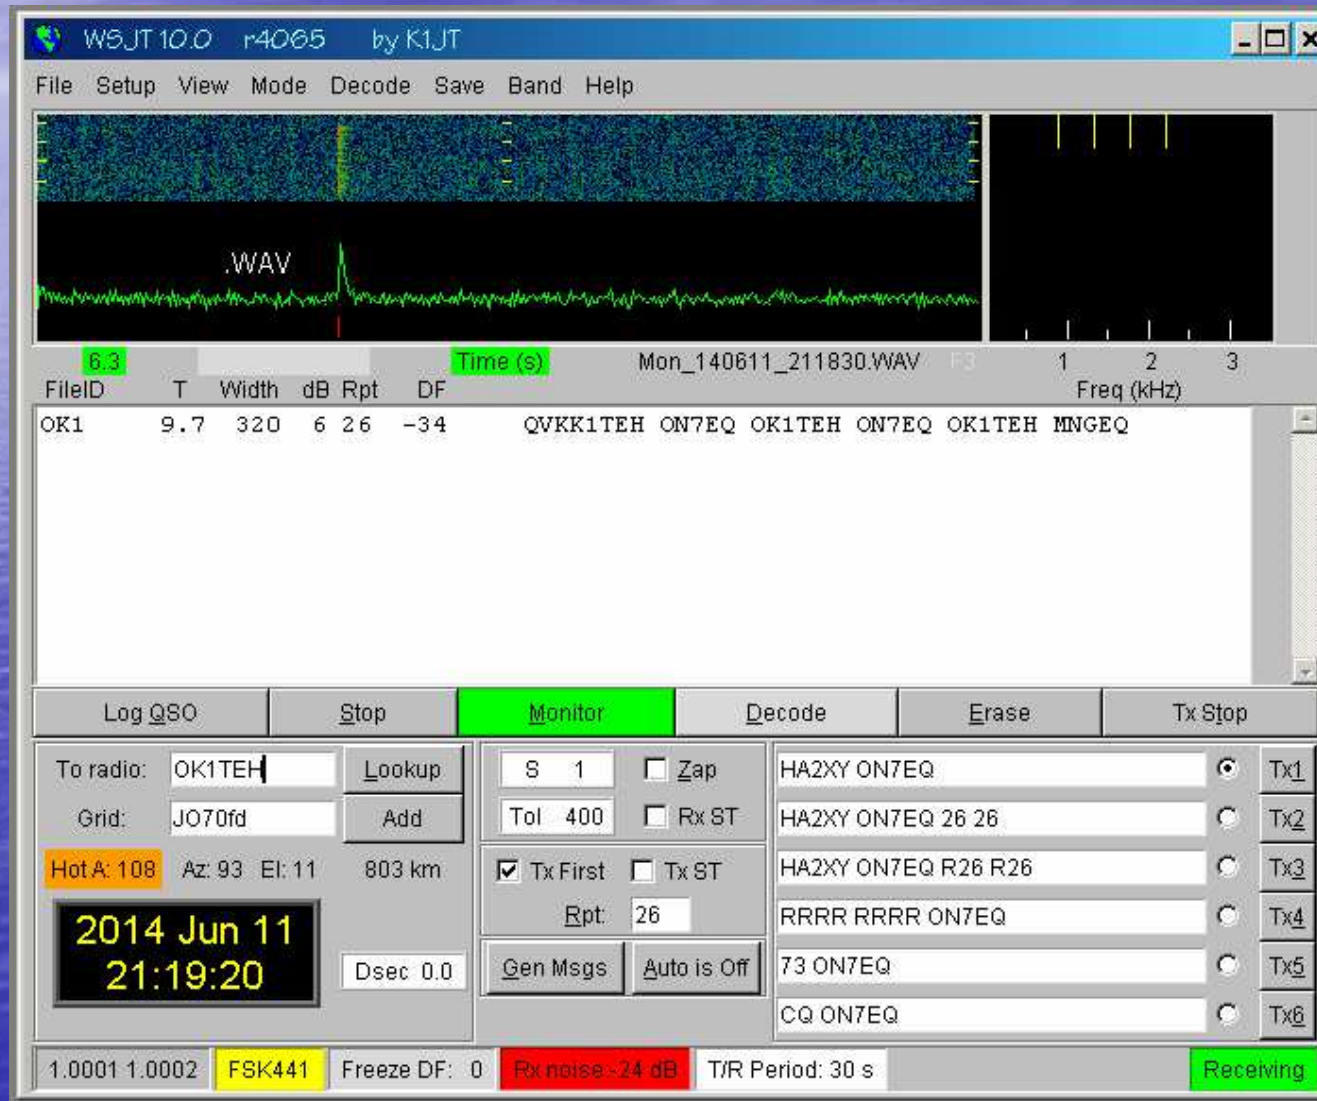 WSJT 10.0 r4065 by K1JT
File Setup View Mode Decode Save Band Help
.WAV
6.3 Time (s) Mon_140611_211830.WAV F3 1 2 3
FileID T Width dB Rpt DF Freq (kHz)
OK1 9.7 320 6 26 -34 QVKK1TEH ON7EQ OK1TEH ON7EQ OK1TEH MNGEQ
Log QSO Stop Monitor Decode Erase Tx Stop
To radio: OK1TEH Lookup S 1 Zap HA2XY ON7EQ Tx1
Grid: JO70fd Add Tol 400 Rx ST HA2XY ON7EQ 26 26 Tx2
Hot A: 108 Az: 93 El: 11 803 km Tx First Tx ST HA2XY ON7EQ R26 R26 Tx3
2014 Jun 11 Rpt: 26 RRRR RRRR ON7EQ Tx4
21:19:20 Dsec 0.0 Gen Msgs Auto is Off 73 ON7EQ Tx5
CQ ON7EQ Tx6
1.0001 1.0002 FSK441 Freeze DF: 0 Rx noise -24 dB T/R Period: 30 s Receiving